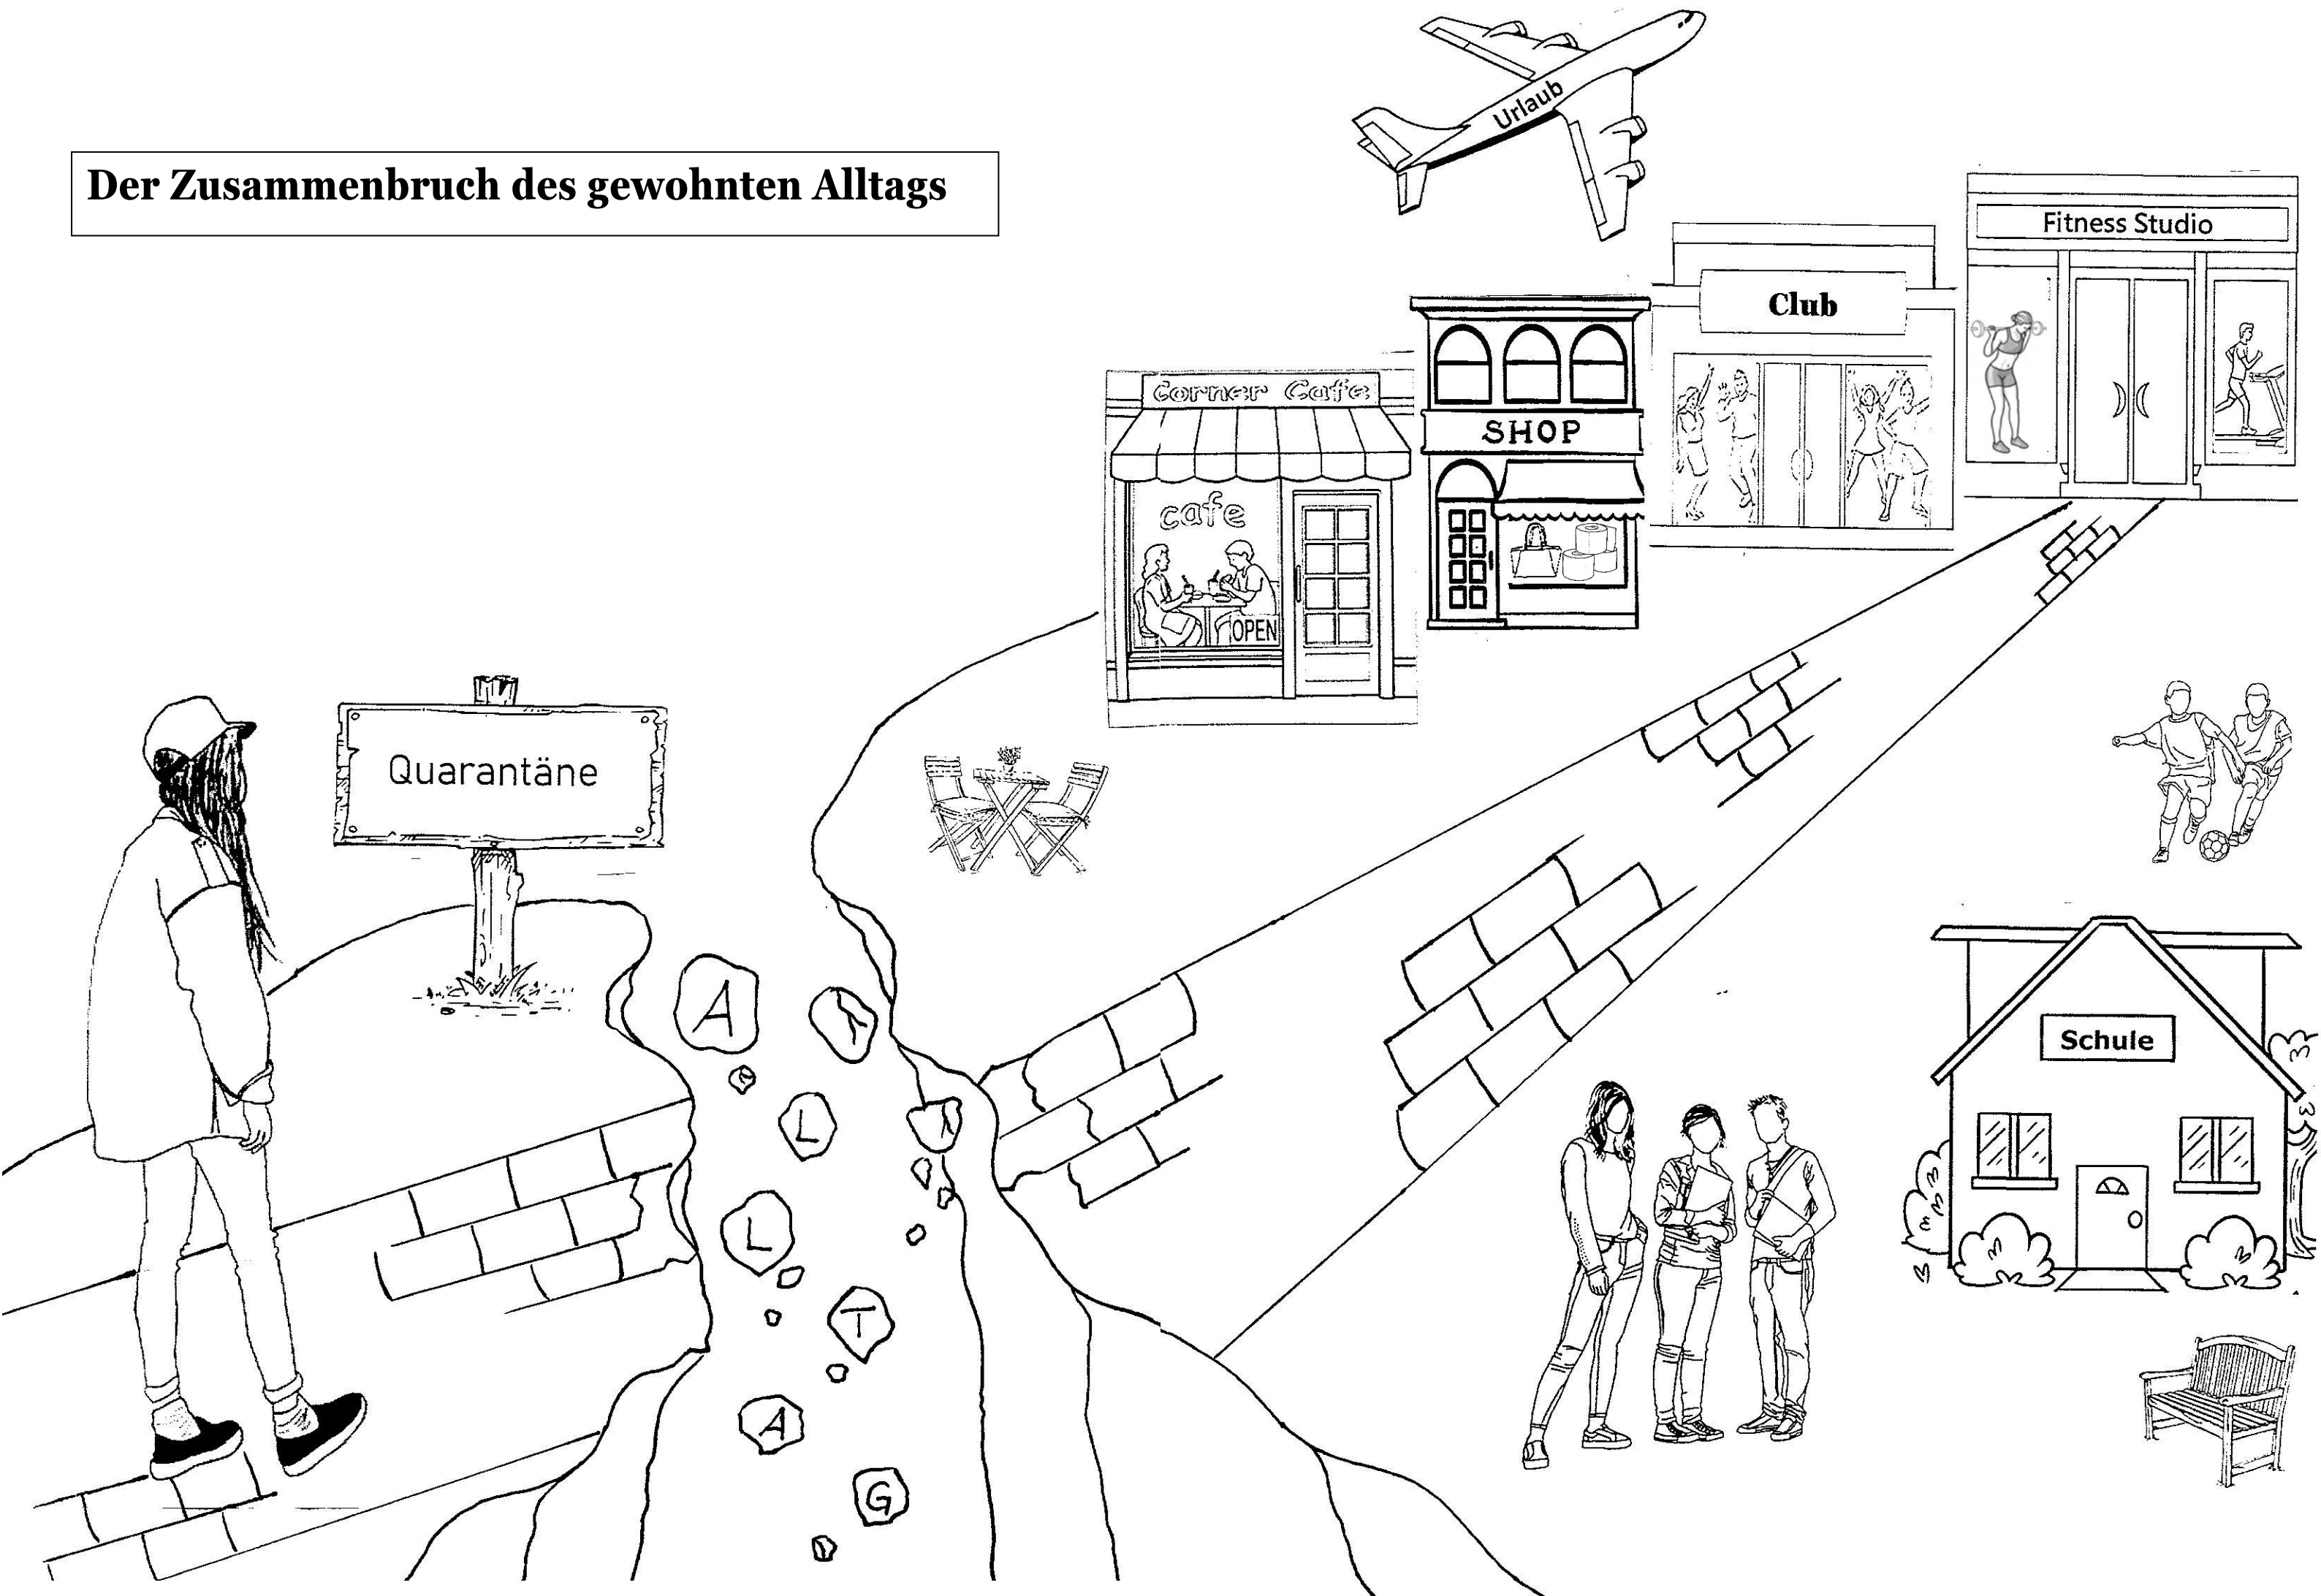 Der Zusammenbruch des gewohnten Alltags
Urlaub
Fitness Studio
Club
Corner Cafe
SHOP
cafe
OPEN
Quarantäne
Schule
A
L
L
T
A
G